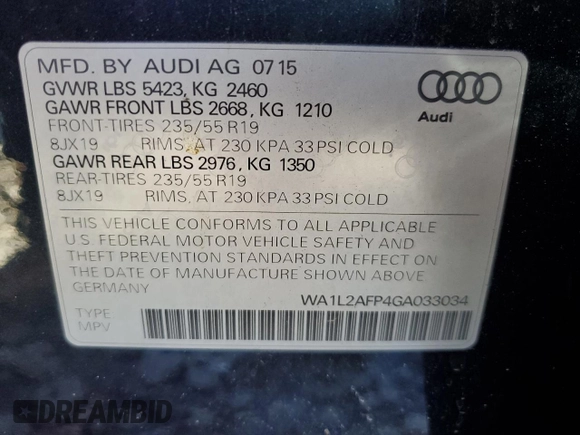 MFD. BY AUDI AG 07 15
GVWR LBS 5423, KG 2460
GAWR FRONT LBS 2668, KG 1210
FRONT-TIRES 235/55 R19
8JX19 RIMS, AT 230 KPA 33 PSI COLD
GAWR REAR LBS 2976, KG 1350
REAR-TIRES 235/55 R19
8JX19 RIMS, AT 230 KPA 33 PSI COLD
Audi
THIS VEHICLE CONFORMS TO ALL APPLICABLE
U.S. FEDERAL MOTOR VEHICLE SAFETY AND
THEFT PREVENTION STANDARDS IN EFFECT ON
THE DATE OF MANUFACTURE SHOWN ABOVE
GERMANY
WA1L2AFP4GA033034
TYPE
MPV
DREAMBID